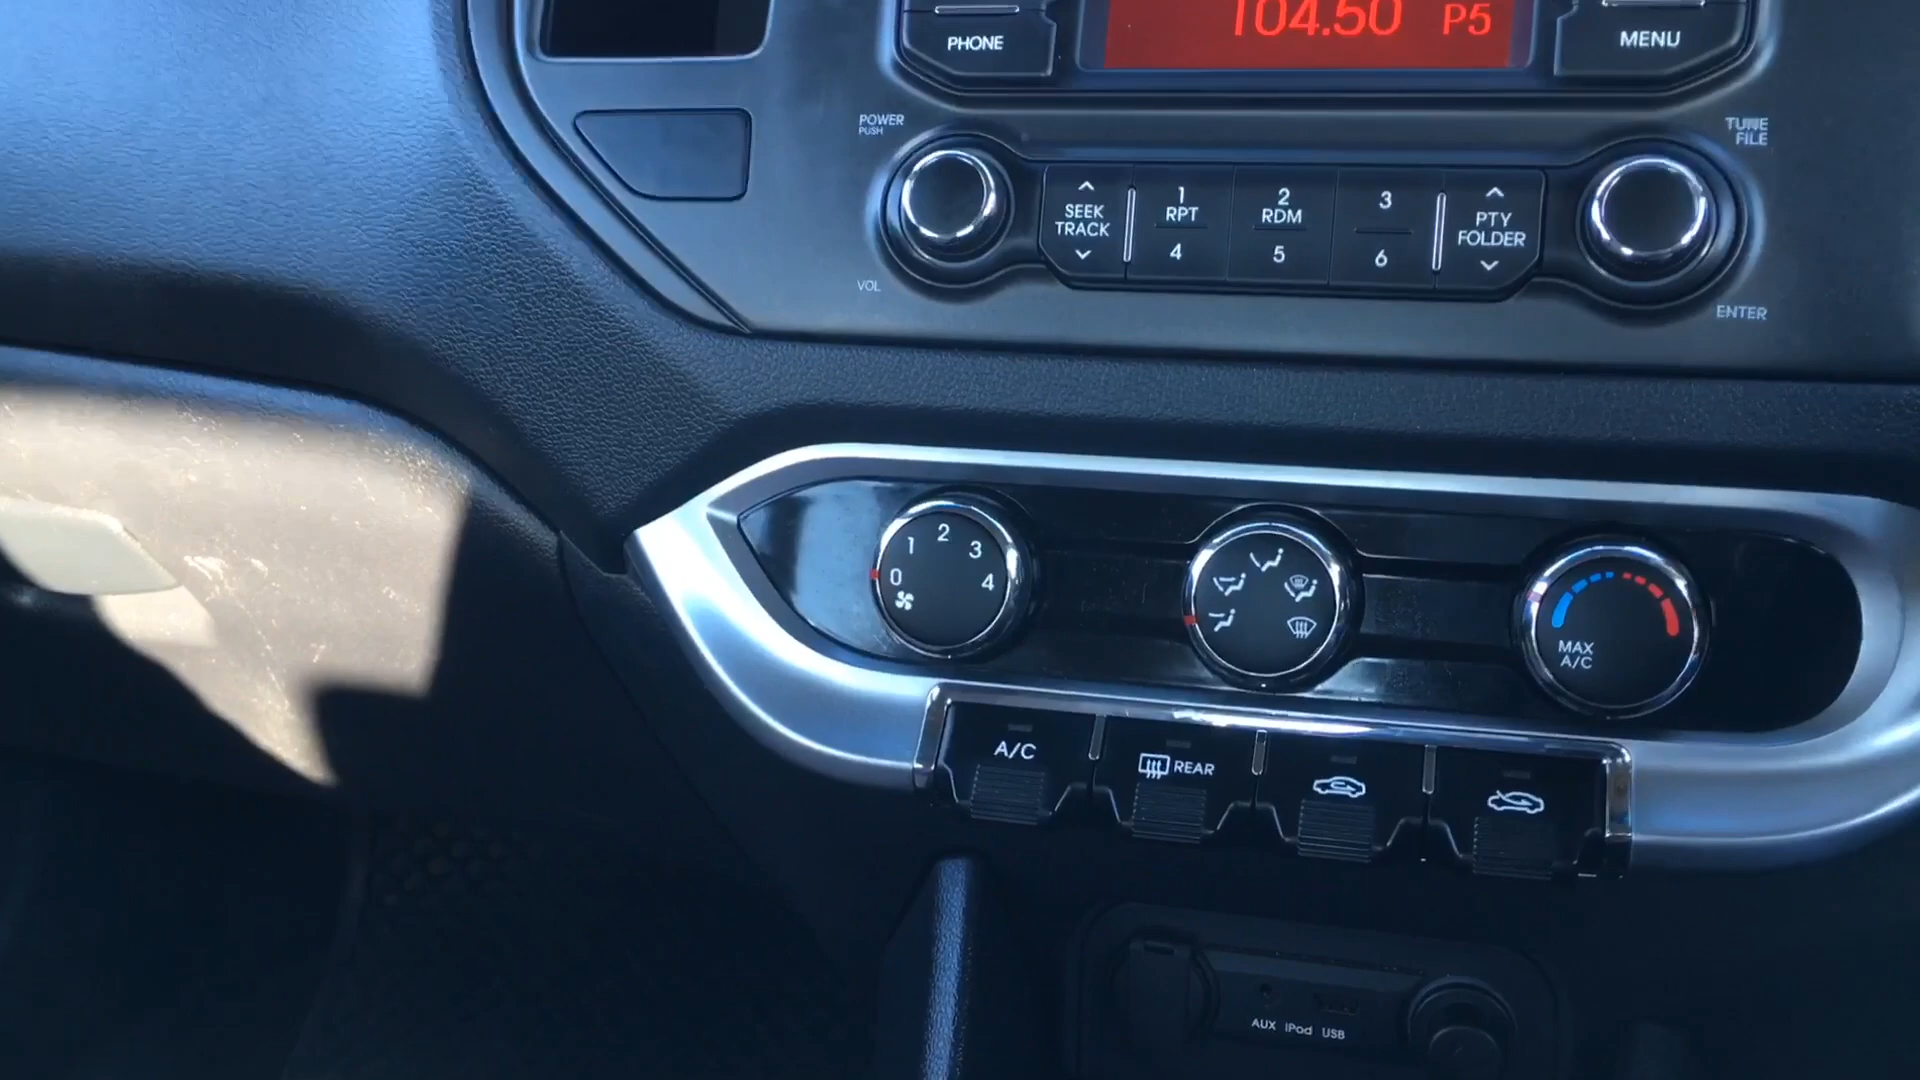 104.50 P5
PHONE
MENU
POWER
PUSH
TUNE
FILE
SEEK
TRACK
1
RPT
4
2
RDM
5
3
6
PTY
FOLDER
VOL
ENTER
0 1 2 3 4
MAX
A/C
A/C
REAR
AUX iPod USB